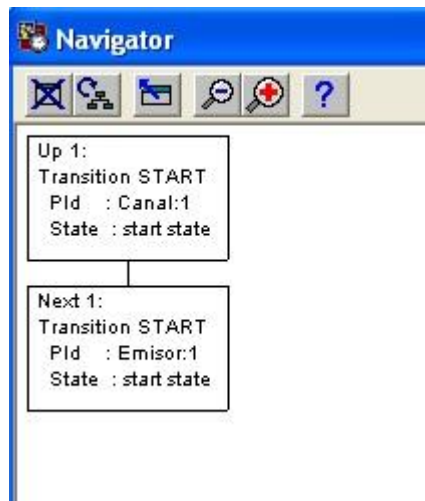 Navigator
?
Up 1:
Transition START
PId : Canal:1
State : start state
Next 1:
Transition START
PId : Emisor:1
State : start state